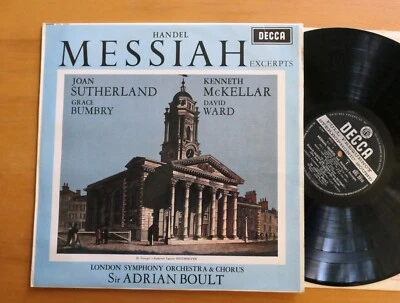 HANDEL
DECCA
MESSIAH
EXCERPTS
JOAN
SUTHERLAND
GRACE
BUMBRY
KENNETH
McKELLAR
DAVID
WARD
LONDON SYMPHONY ORCHESTRA & CHORUS
Sir ADRIAN BOULT
DECCA